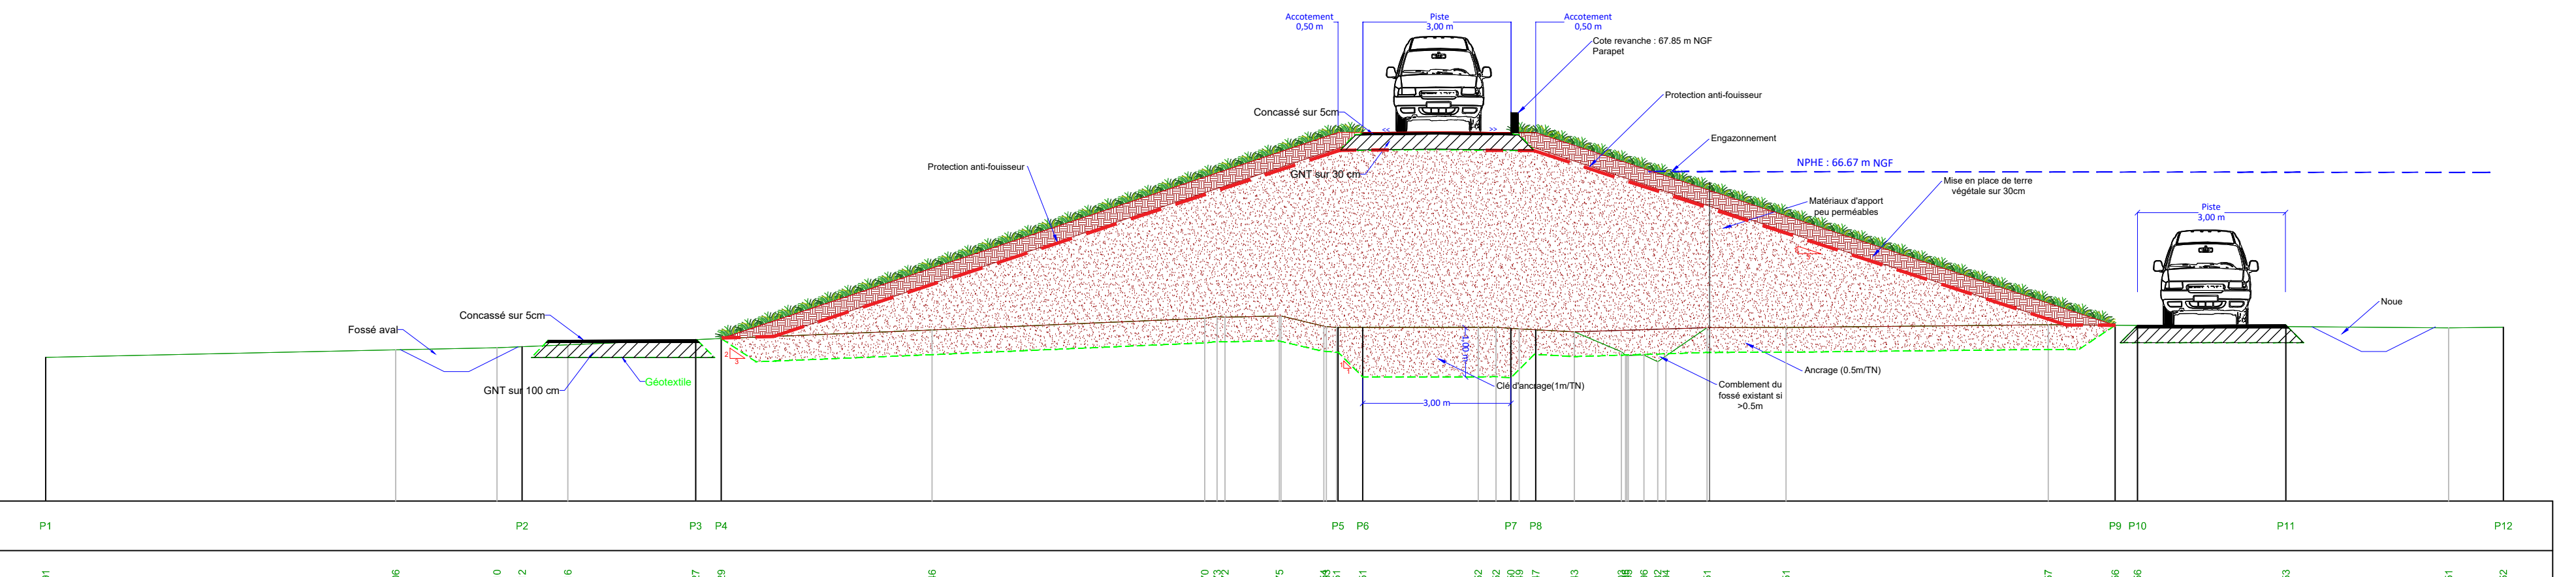 Accotement
0,50 m
Piste
3,00 m
Accotement
0,50 m
Cote revanche : 67.85 m NGF
Parapet
Protection anti-fouisseur
Concassé sur 5cm
<<
>>
Engazonnement
NPHE : 66.67 m NGF
Protection anti-fouisseur
GNT sur 30 cm
Mise en place de terre
végétale sur 30cm
Matériaux d'apport
peu perméables
Piste
3,00 m
Noue
Concassé sur 5cm
Fossé aval
2
3
1,00 m
Géotextile
GNT sur 100 cm
Clé d'ancrage(1m/TN)
Ancrage (0.5m/TN)
Comblement du
fossé existant si
>0.5m
3,00 m
P1
P2
P3
P4
P5
P6
P7
P8
P9
P10
P11
P12